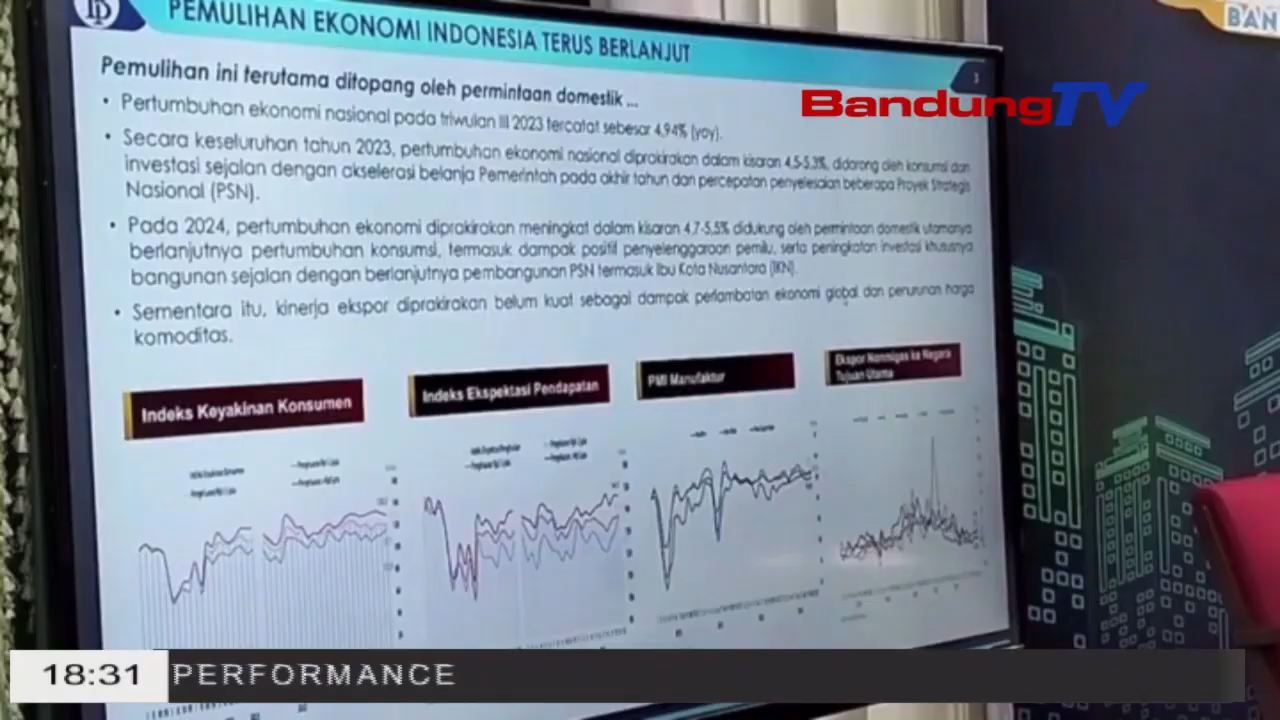 PEMULIHAN EKONOMI INDONESIA TERUS BERLANJUT
BAN
3
BandungTV
Pemulihan ini terutama ditopang oleh permintaan domestik ...
• Pertumbuhan ekonomi nasional pada triwulan III 2023 tercatat sebesar 4,94% (yoy).
• Secara keseluruhan tahun 2023, pertumbuhan ekonomi nasional diprakirakan dalam kisaran 4,5-5,3%, didorong oleh konsumsi dan
investasi sejalan dengan akselerasi belanja Pemerintah pada akhir tahun dan percepatan penyelesaian beberapa Proyek Strategis
Nasional (PSN).
• Pada 2024, pertumbuhan ekonomi diprakirakan meningkat dalam kisaran 4,7-5,5% didukung oleh permintaan domestik utamanya
berlanjutnya pertumbuhan konsumsi, termasuk dampak positif penyelenggaraan pemilu, serta peningkatan investasi khususnya
bangunan sejalan dengan berlanjutnya pembangunan PSN termasuk Ibu Kota Nusantara (IKN).
• Sementara itu, kinerja ekspor diprakirakan belum kuat sebagai dampak perlambatan ekonomi global dan penurunan harga
komoditas.
Indeks Keyakinan Konsumen
Indeks Ekspektasi Pendapatan
PMI Manufaktur
Ekspor Nonmigas ke Negara
Tujuan Utama
18:31 PERFORMANCE